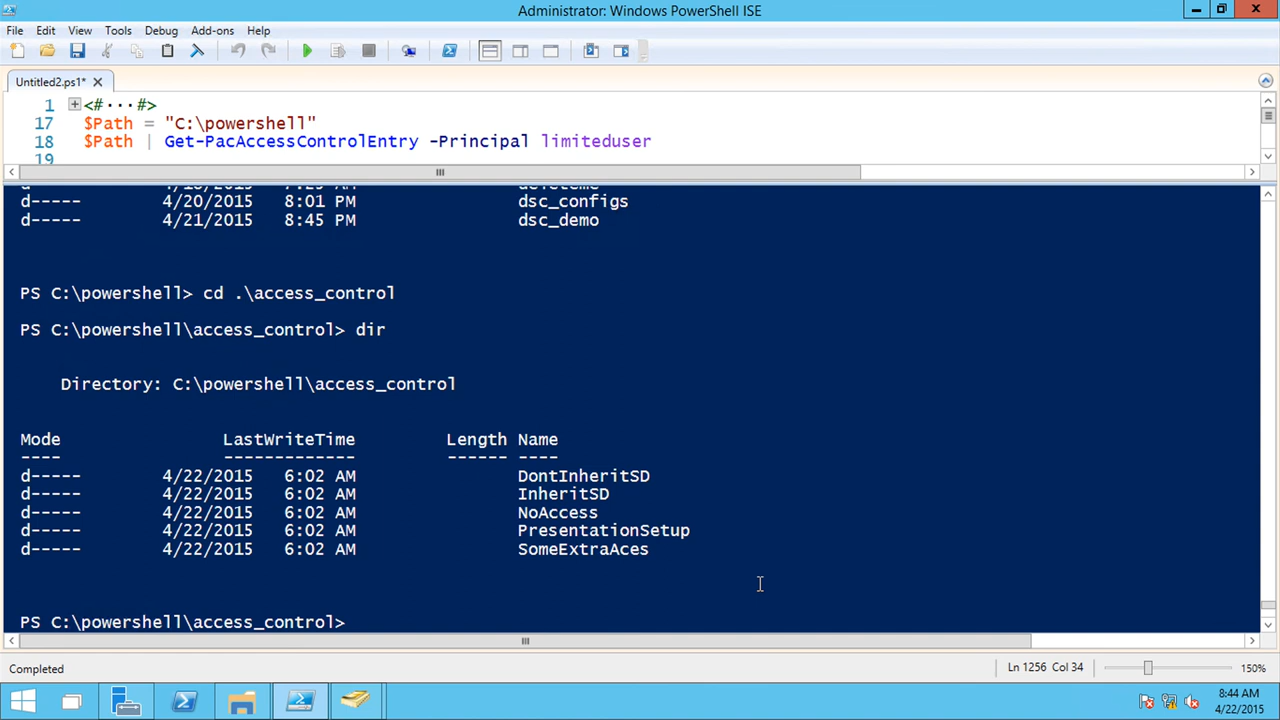 Administrator: Windows PowerShell ISE
File Edit View Tools Debug Add-ons Help
Untitled2.ps1*
1 <#···#>
17 $Path = "C:\powershell"
18 $Path | Get-PacAccessControlEntry -Principal limiteduser
19
d----- 4/20/2015 8:01 PM dsc_configs
d----- 4/21/2015 8:45 PM dsc_demo
PS C:\powershell> cd .\access_control
PS C:\powershell\access_control> dir
Directory: C:\powershell\access_control
Mode LastWriteTime Length Name
---- ------------- ------ ----
d----- 4/22/2015 6:02 AM DontInheritSD
d----- 4/22/2015 6:02 AM InheritSD
d----- 4/22/2015 6:02 AM NoAccess
d----- 4/22/2015 6:02 AM PresentationSetup
d----- 4/22/2015 6:02 AM SomeExtraAces
PS C:\powershell\access_control>
Completed Ln 1256 Col 34 150%
8:44 AM
4/22/2015